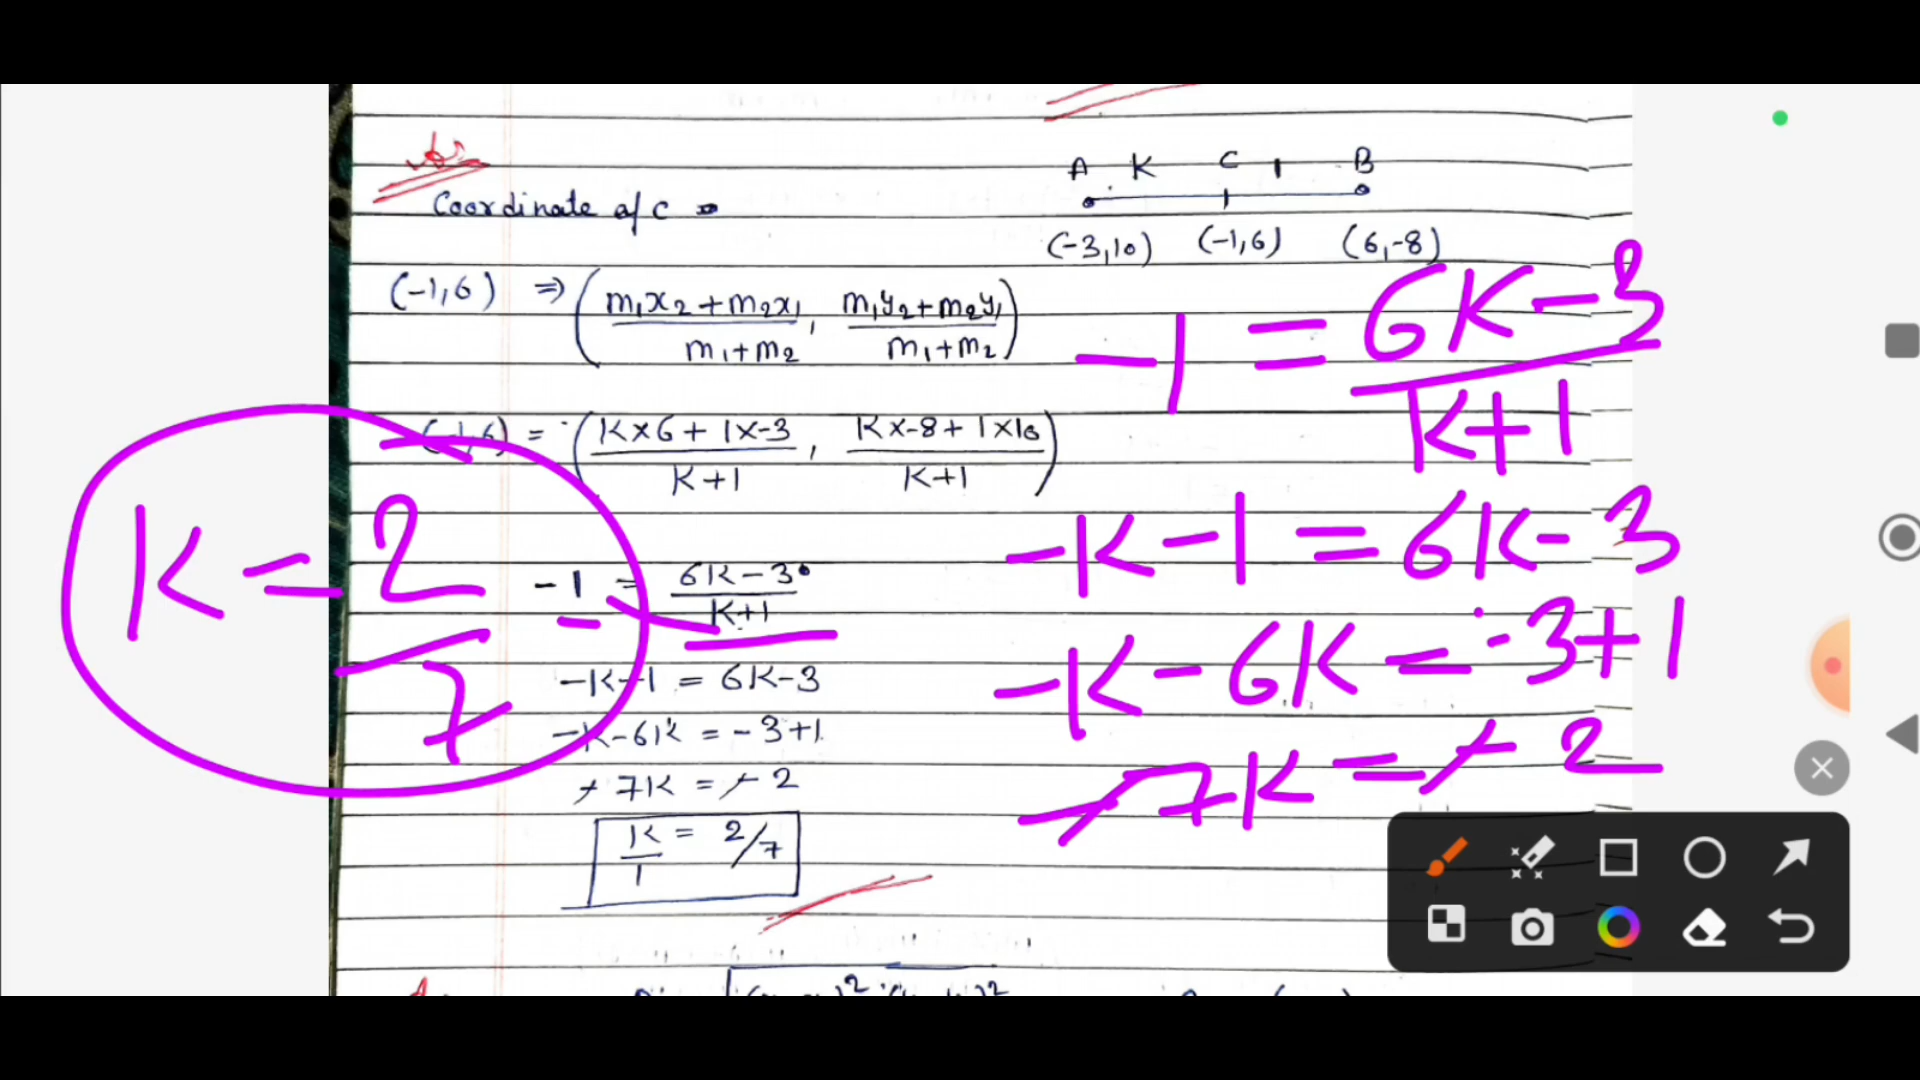 Ans
A K C 1 B
Coordinate of C =
(-3,10) (-1,6) (6,-8)
(-1,6) ⇒ (m₁x₂+m₂x₁/m₁+m₂, m₁y₂+m₂y₁/m₁+m₂)
-1 = 6K-3/K+1
(-1,6) = (K×6+1×-3/K+1, K×-8+1×10/K+1)
K = 2/7
-1 = 6K-3/K+1
-K-1 = 6K-3
-K-1 = 6K-3
-K-6K = -3+1
-K-6K = -3+1
-7K = -2
-7K = -2
K/1 = 2/7